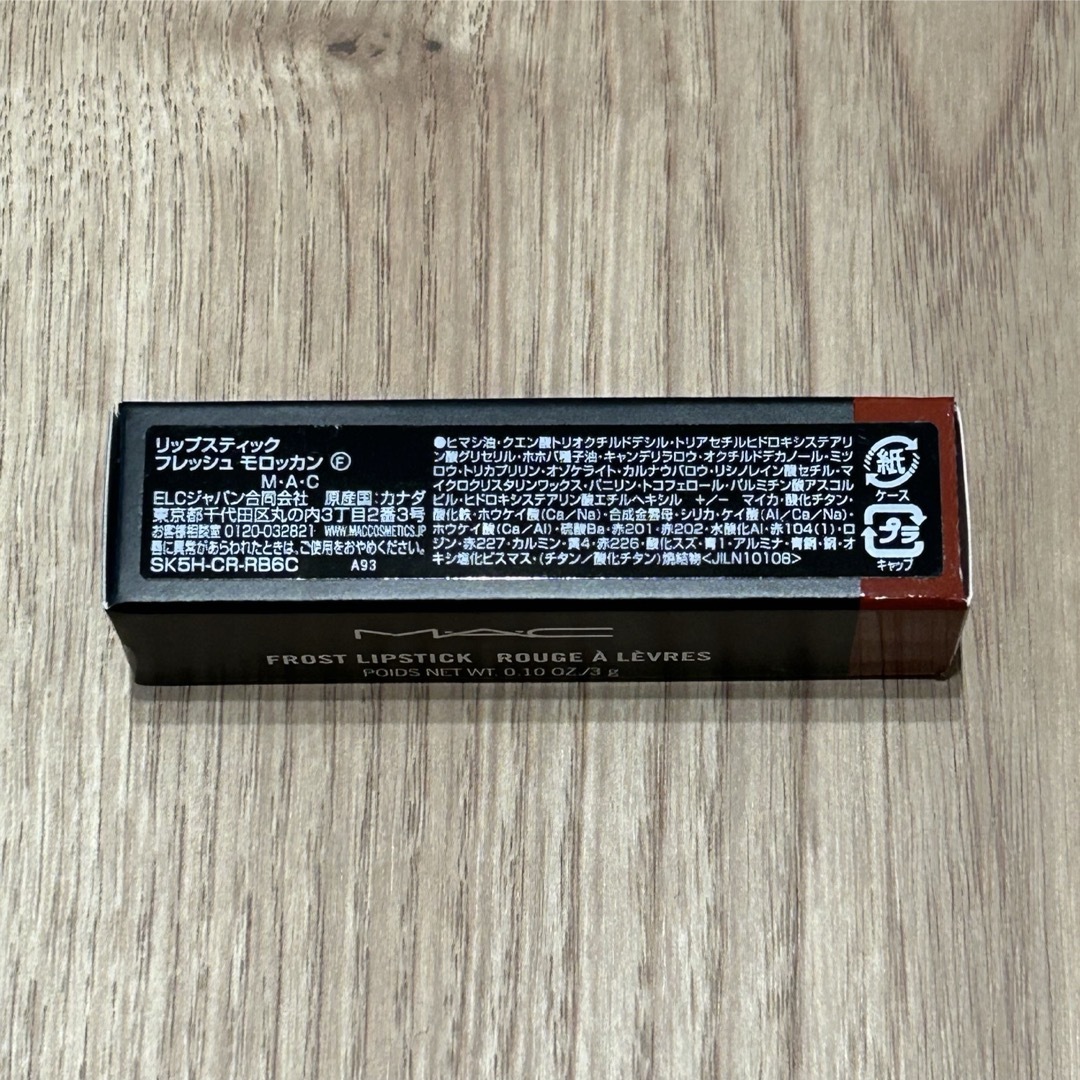 リップスティック
フレッシュ モロッカン Ⓕ
M・A・C
ELCジャパン合同会社 原産国:カナダ
東京都千代田区丸の内3丁目2番3号
お客様相談室 0120-032821 WWW.MACCOSMETICS.JP
唇に異常があらわれたときは、ご使用をおやめください。
SK5H-CR-RB6C A93
●ヒマシ油・クエン酸トリオクチルドデシル・トリアセチルヒドロキシステアリ
ン酸グリセリル・ホホバ種子油・キャンデリラロウ・オクチルドデカノール・ミツ
ロウ・トリカプリリン・オゾケライト・カルナウバロウ・リシノレイン酸セチル・マ
イクロクリスタリンワックス・バニリン・トコフェロール・パルミチン酸アスコル
ビル・ヒドロキシステアリン酸エチルヘキシル +/- マイカ・酸化チタン・
酸化鉄・ホウケイ酸(Ca/Na)・合成金雲母・シリカ・ケイ酸(Al/Ca/Na)・
ホウケイ酸(Ca/Al)・硫酸Ba・赤201・赤202・水酸化Al・赤104(1)・ロ
ジン・赤227・カルミン・黄4・赤226・酸化スズ・青1・アルミナ・青銅・銅・オ
キシ塩化ビスマス・(チタン/酸化チタン)焼結物<JILN10106>
紙
ケース
プラ
キャップ
M・A・C
FROST LIPSTICK ROUGE À LÈVRES
POIDS NET WT. 0.10 OZ./3 g